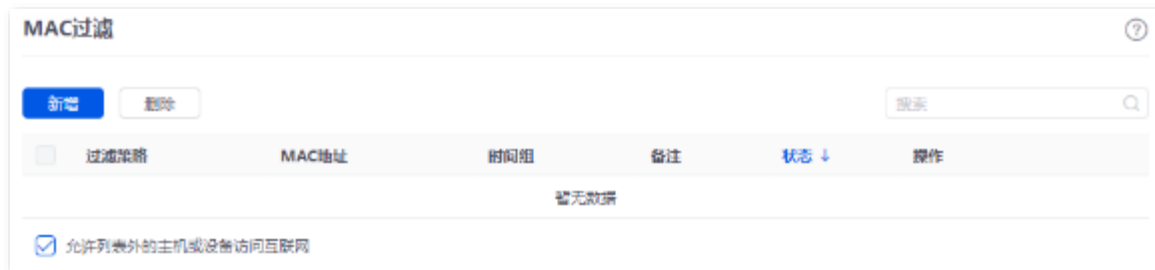 MAC过滤
新增 删除 搜索
过滤策略 MAC地址 时间组 备注 状态 ↓ 操作
暂无数据
允许列表外的主机或设备访问互联网